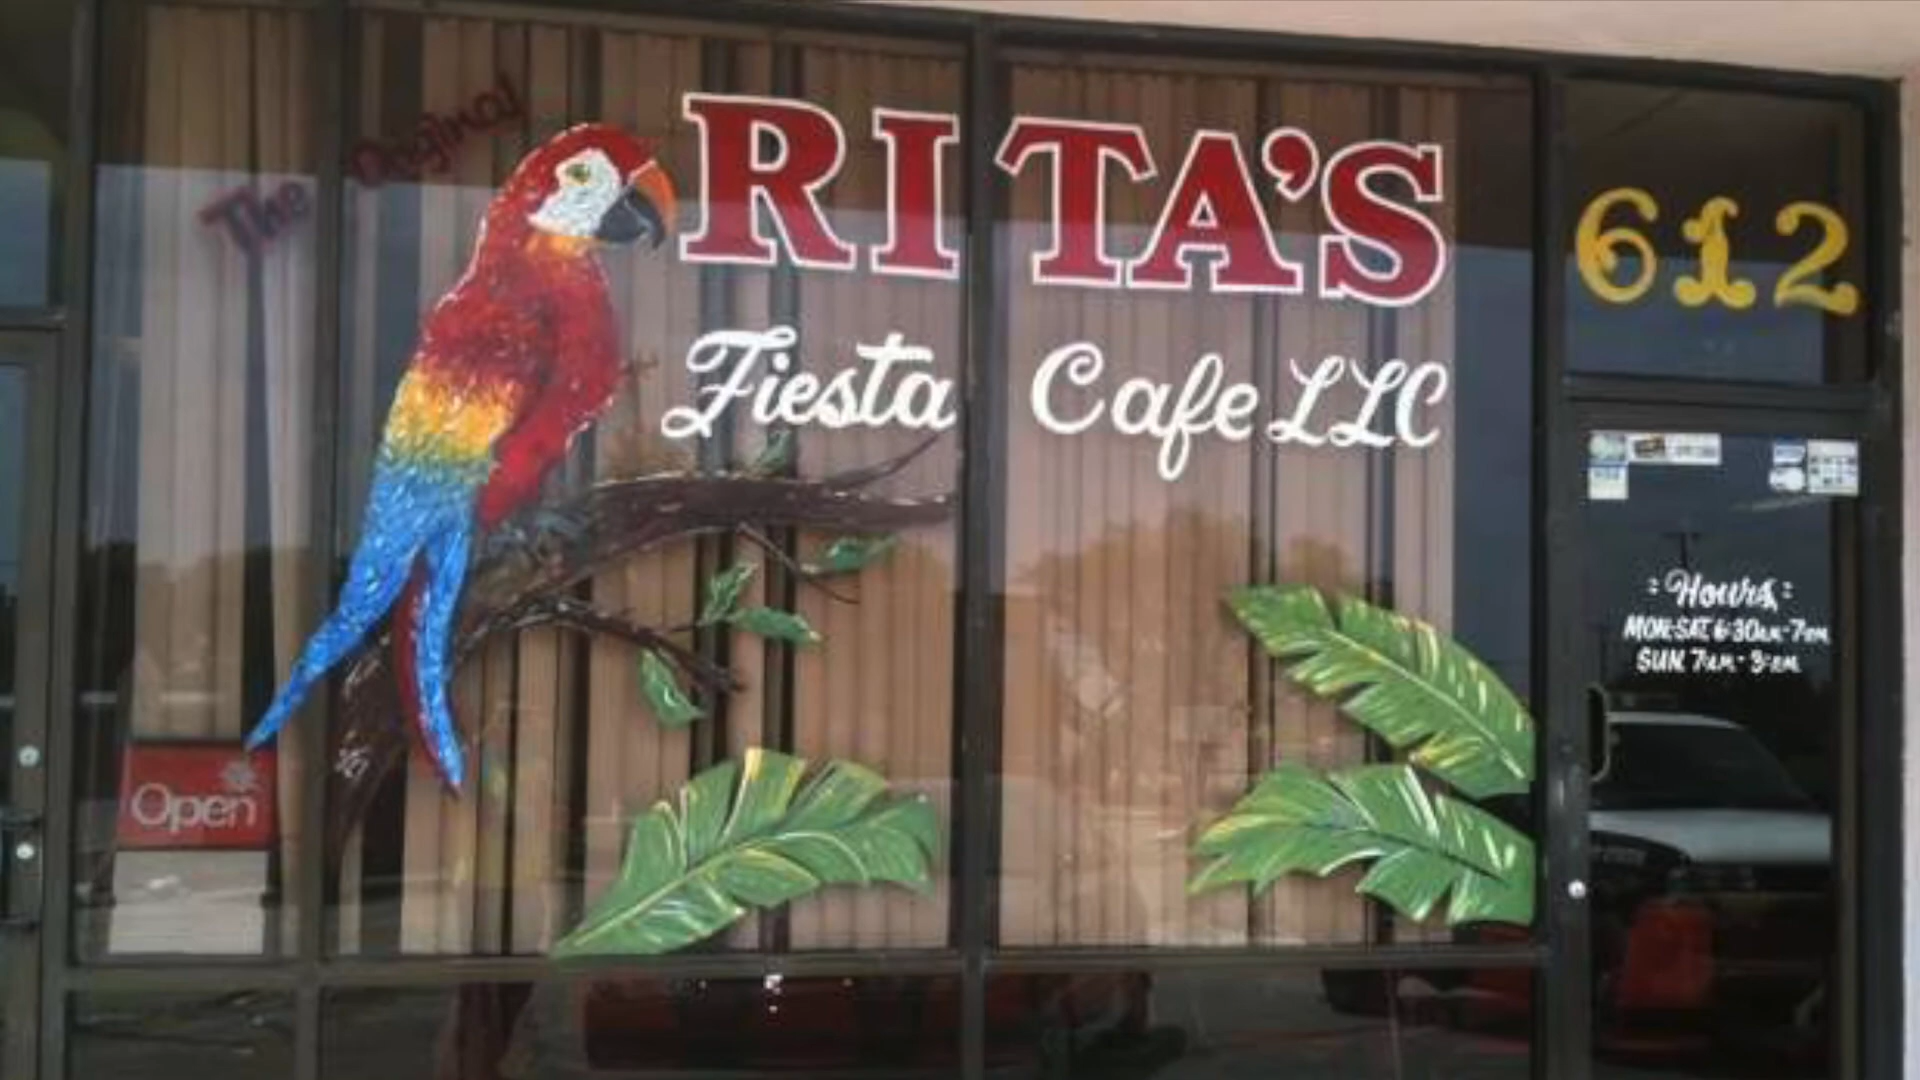 The Original
RITA'S
Fiesta Cafe LLC
612
Open
Hours
MON-SAT 6:30am-7pm
SUN. 7am-3pm